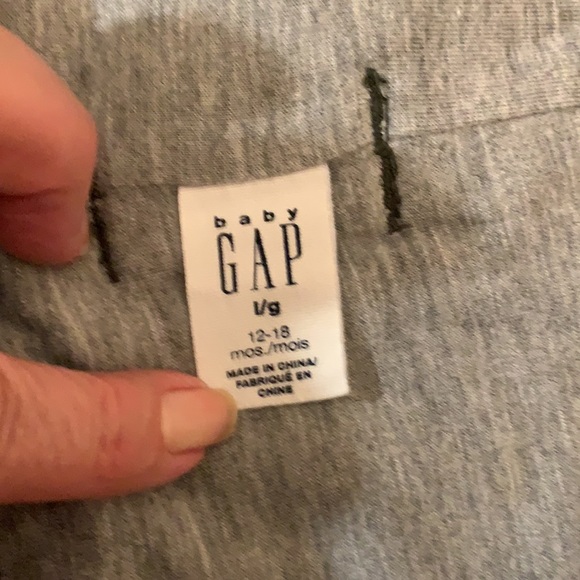 baby
GAP
l/g
12-18
mos./mois
MADE IN CHINA/
FABRIQUÉ EN
CHINE